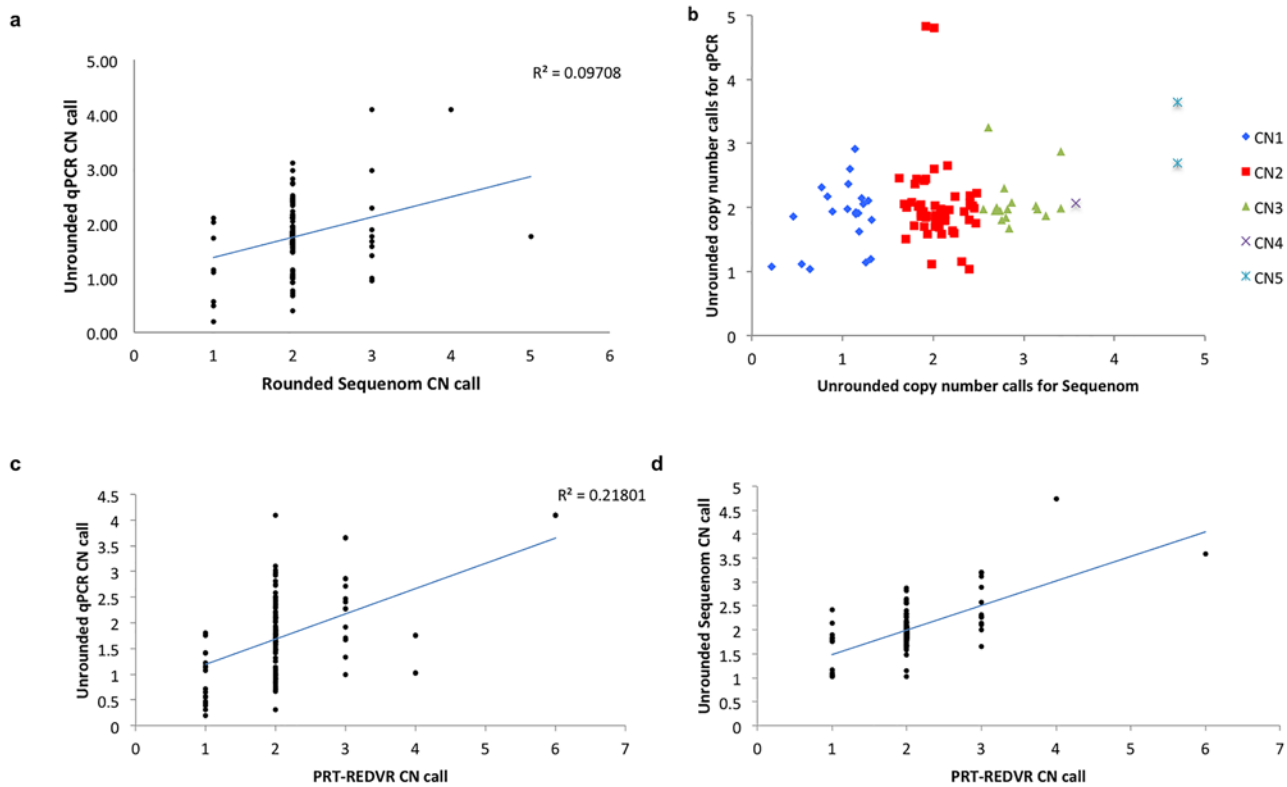 a
5.00
4.00
3.00
2.00
1.00
0.00
0 1 2 3 4 5 6
Unrounded qPCR CN call
Rounded Sequenom CN call
R² = 0.09708
b
5
4
3
2
1
0
0 1 2 3 4 5
Unrounded copy number calls for qPCR
Unrounded copy number calls for Sequenom
CN1
CN2
CN3
CN4
CN5
c
4.5
4
3.5
3
2.5
2
1.5
1
0.5
0
0 1 2 3 4 5 6 7
Unrounded qPCR CN call
PRT-REDVR CN call
R² = 0.21801
d
5
4.5
4
3.5
3
2.5
2
1.5
1
0.5
0
0 1 2 3 4 5 6 7
Unrounded Sequenom CN call
PRT-REDVR CN call